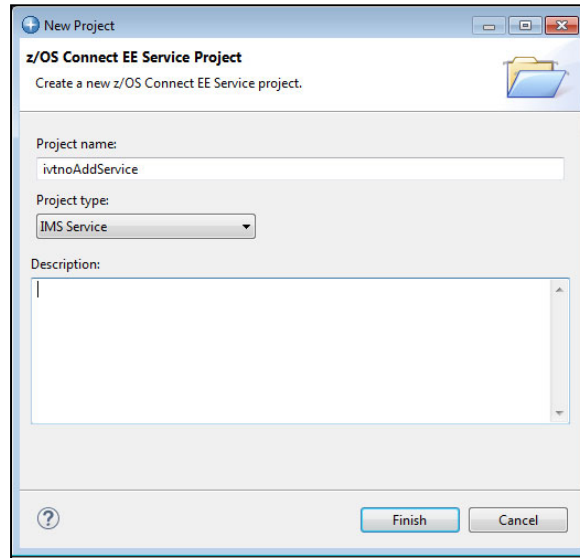 New Project
z/OS Connect EE Service Project
Create a new z/OS Connect EE Service project.
Project name:
ivtnoAddService
Project type:
IMS Service
Description:
Finish
Cancel